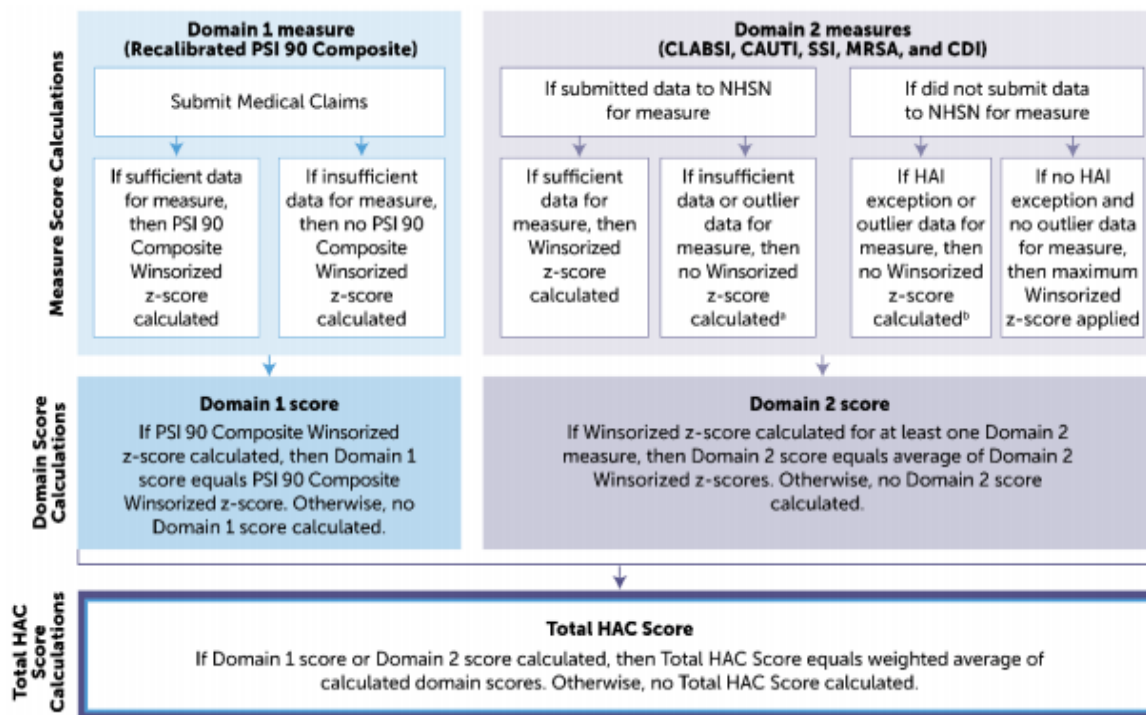 Measure Score Calculations
Domain 1 measure
(Recalibrated PSI 90 Composite)
Submit Medical Claims
If sufficient data
for measure,
then PSI 90
Composite
Winsorized
z-score
calculated
If insufficient
data for measure,
then no PSI 90
Composite
Winsorized
z-score
calculated
Domain 2 measures
(CLABSI, CAUTI, SSI, MRSA, and CDI)
If submitted data to NHSN
for measure
If did not submit data
to NHSN for measure
If sufficient
data for
measure, then
Winsorized
z-score
calculated
If insufficient
data or outlier
data for
measure, then
no Winsorized
z-score
calculatedᵃ
If HAI
exception or
outlier data for
measure, then
no Winsorized
z-score
calculatedᵇ
If no HAI
exception and
no outlier data
for measure,
then maximum
Winsorized
z-score applied
Domain Score
Calculations
Domain 1 score
If PSI 90 Composite Winsorized
z-score calculated, then Domain 1
score equals PSI 90 Composite
Winsorized z-score. Otherwise, no
Domain 1 score calculated.
Domain 2 score
If Winsorized z-score calculated for at least one Domain 2
measure, then Domain 2 score equals average of Domain 2
Winsorized z-scores. Otherwise, no Domain 2 score
calculated.
Total HAC
Score
Calculations
Total HAC Score
If Domain 1 score or Domain 2 score calculated, then Total HAC Score equals weighted average of
calculated domain scores. Otherwise, no Total HAC Score calculated.